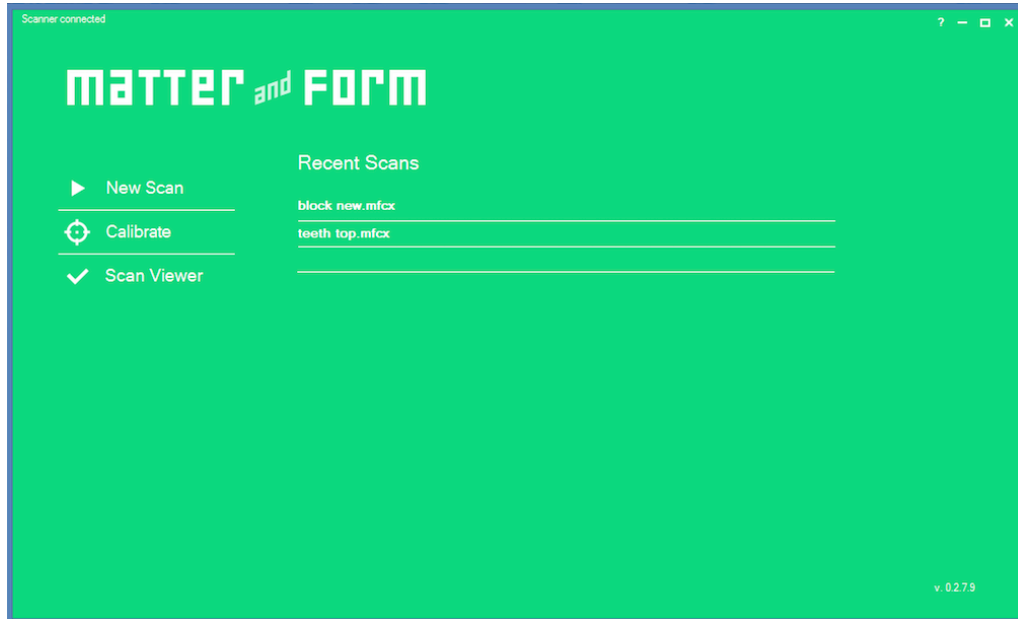 Scanner connected
?
matter and form
Recent Scans
New Scan
block new.mfcx
Calibrate
teeth top.mfcx
Scan Viewer
v. 0.2.7.9